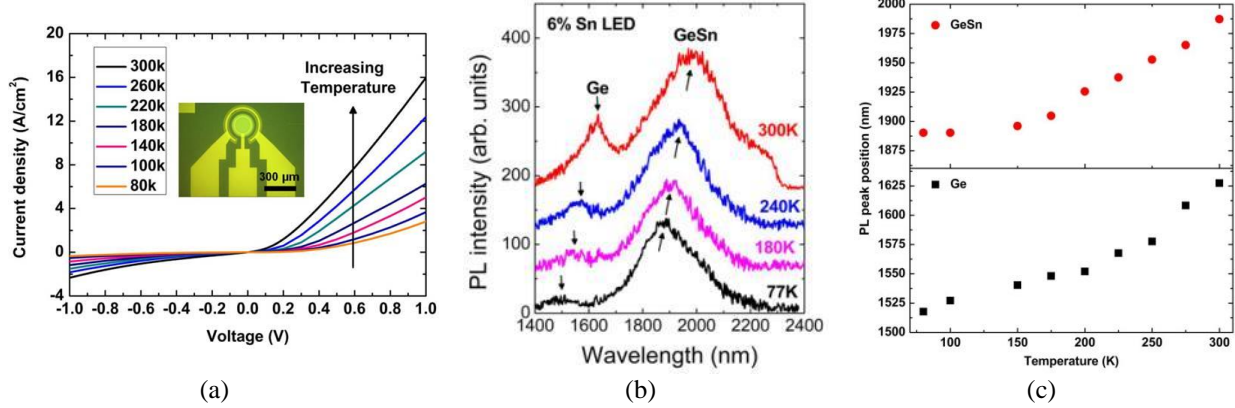 20
16
12
8
4
0
-4
Current density (A/cm²)
300k
260k
220k
180k
140k
100k
80k
Increasing
Temperature
300 µm
-1.0 -0.8 -0.6 -0.4 -0.2 0.0 0.2 0.4 0.6 0.8 1.0
Voltage (V)
(a)
400
300
200
100
0
PL intensity (arb. units)
6% Sn LED
GeSn
Ge
300K
240K
180K
77K
1400 1600 1800 2000 2200 2400
Wavelength (nm)
(b)
2000
1975
1950
1925
1900
1875
GeSn
PL peak position(nm)
1625
1600
1575
1550
1525
1500
Ge
100 150 200 250 300
Temperature (K)
(c)